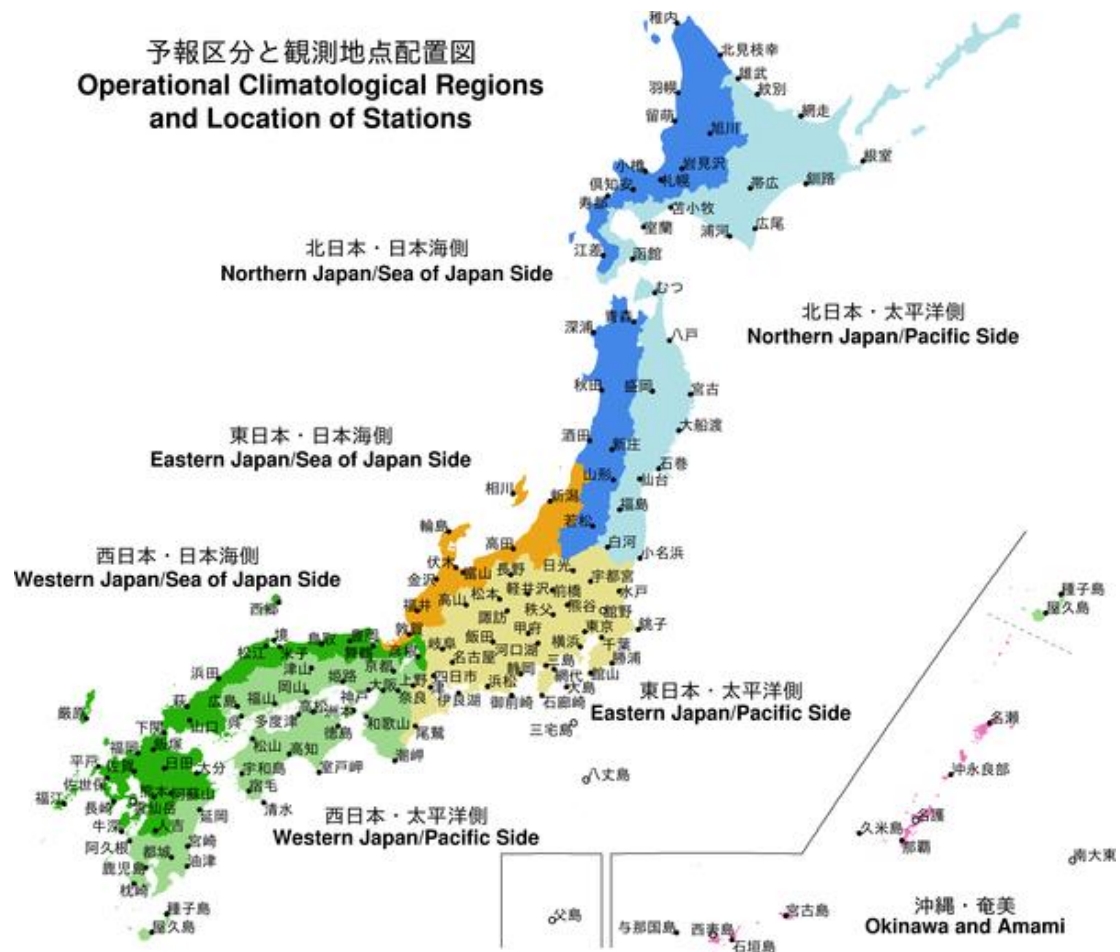 予報区分と観測地点配置図
Operational Climatological Regions
and Location of Stations
稚内
北見枝幸
雄武
紋別
羽幌
網走
留萌
旭川
根室
小樽
岩見沢
倶知安
札幌
帯広
釧路
寿都
苫小牧
室蘭
浦河
広尾
江差
函館
北日本・日本海側
Northern Japan/Sea of Japan Side
むつ
北日本・太平洋側
Northern Japan/Pacific Side
青森
深浦
八戸
秋田
盛岡
宮古
大船渡
酒田
新庄
東日本・日本海側
Eastern Japan/Sea of Japan Side
石巻
山形
仙台
相川
新潟
福島
若松
輪島
高田
白河
小名浜
西日本・日本海側
Western Japan/Sea of Japan Side
伏木
富山
長野
日光
宇都宮
金沢
軽井沢
前橋
水戸
西郷
福井
高山
松本
諏訪
秩父
熊谷
館野
敦賀
飯田
甲府
東京
銚子
境
鳥取
豊岡
舞鶴
彦根
岐阜
河口湖
横浜
千葉
松江
米子
京都
名古屋
三島
勝浦
浜田
津山
姫路
四日市
静岡
網代
館山
岡山
神戸
大阪
上野
津
浜松
大島
萩
広島
福山
奈良
伊良湖
御前崎
石廊崎
東日本・太平洋側
Eastern Japan/Pacific Side
厳原
下関
山口
呉
多度津
高松
洲本
和歌山
尾鷲
三宅島
徳島
福岡
飯塚
松山
高知
潮岬
平戸
佐賀
日田
大分
宇和島
室戸岬
八丈島
佐世保
福江
熊本
阿蘇山
宿毛
長崎
雲仙岳
清水
延岡
西日本・太平洋側
Western Japan/Pacific Side
牛深
人吉
阿久根
宮崎
都城
油津
鹿児島
枕崎
種子島
屋久島
種子島
屋久島
名瀬
沖永良部
名護
久米島
那覇
南大東
父島
宮古島
与那国島
西表島
石垣島
沖縄・奄美
Okinawa and Amami